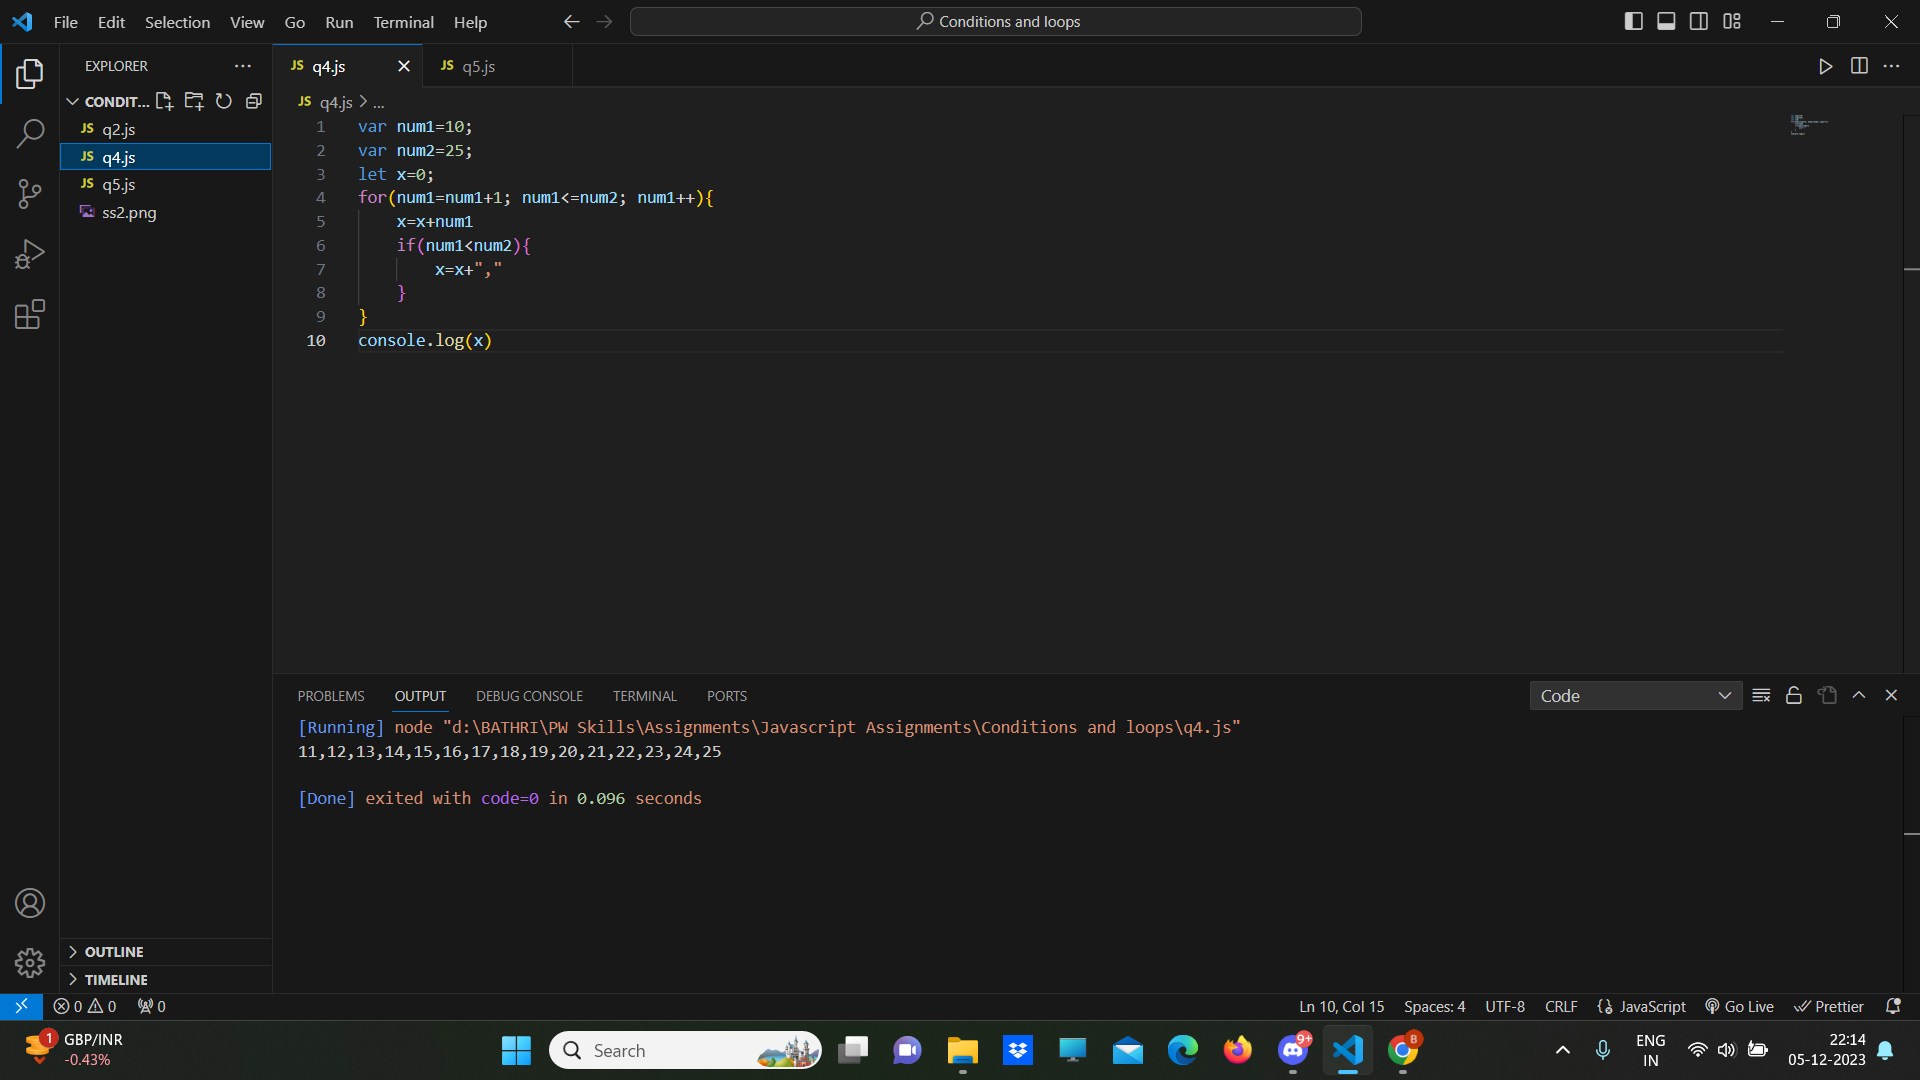 File Edit Selection View Go Run Terminal Help
Conditions and loops
EXPLORER
CONDIT...
JS q2.js
JS q4.js
JS q5.js
ss2.png
OUTLINE
TIMELINE
JS q4.js
JS q5.js
JS q4.js > ...
1 var num1=10;
2 var num2=25;
3 let x=0;
4 for(num1=num1+1; num1<=num2; num1++){
5 x=x+num1
6 if(num1<num2){
7 x=x+","
8 }
9 }
10 console.log(x)
PROBLEMS OUTPUT DEBUG CONSOLE TERMINAL PORTS
Code
[Running] node "d:\BATHRI\PW Skills\Assignments\Javascript Assignments\Conditions and loops\q4.js"
11,12,13,14,15,16,17,18,19,20,21,22,23,24,25
[Done] exited with code=0 in 0.096 seconds
0 0 0
Ln 10, Col 15 Spaces: 4 UTF-8 CRLF {} JavaScript Go Live Prettier
1 GBP/INR
-0.43%
Search
9+
B
ENG
IN
22:14
05-12-2023